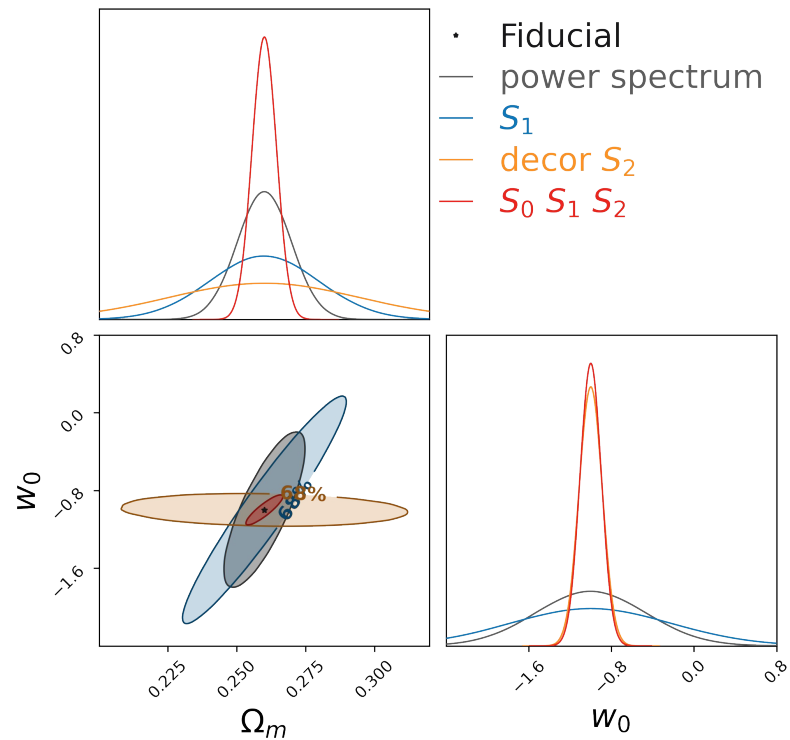 Fiducial
power spectrum
S₁
decor S₂
S₀ S₁ S₂
0.8
0.0
−0.8
−1.6
w₀
68%
68%
0.225
0.250
0.275
0.300
Ωₘ
−1.6
−0.8
0.0
0.8
w₀